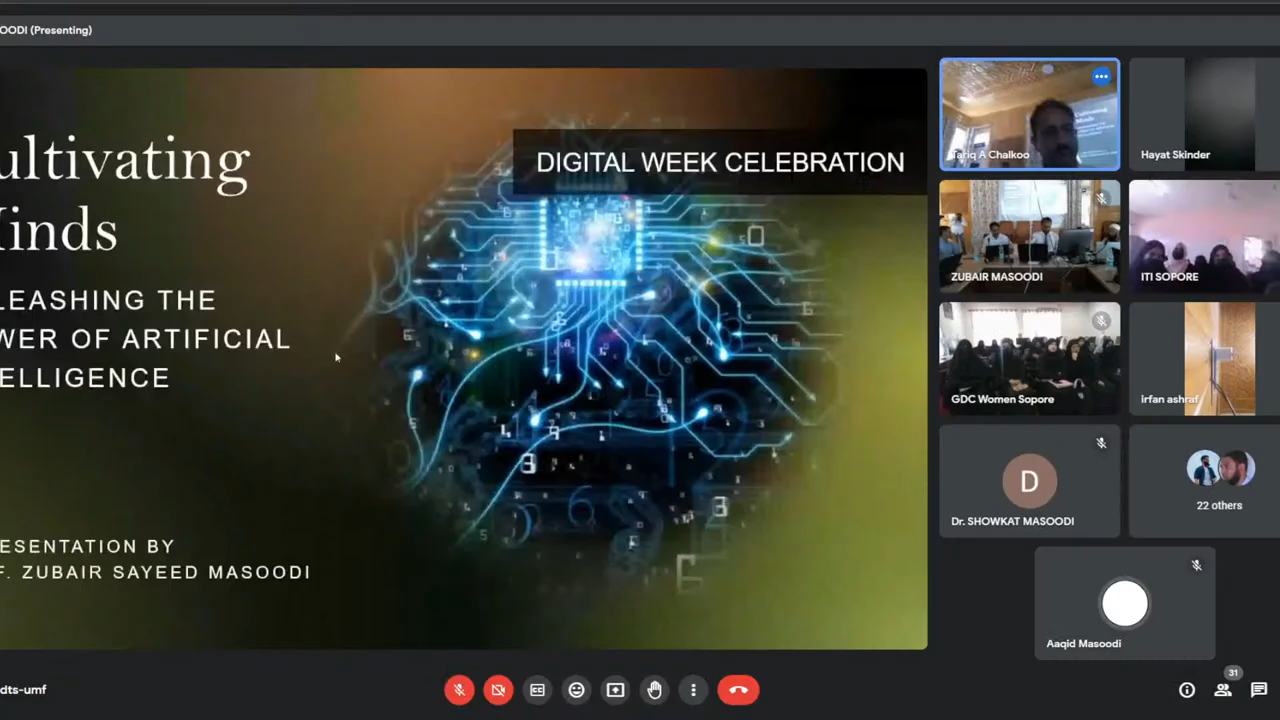 OODI (Presenting)
ultivating
inds
LEASHING THE
WER OF ARTIFICIAL
ELLIGENCE
ESENTATION BY
F. ZUBAIR SAYEED MASOODI
DIGITAL WEEK CELEBRATION
Tariq A Chalkoo
Hayat Skinder
ZUBAIR MASOODI
ITI SOPORE
GDC Women Sopore
irfan ashraf
D
Dr. SHOWKAT MASOODI
22 others
Aaqid Masoodi
dts-umf
31